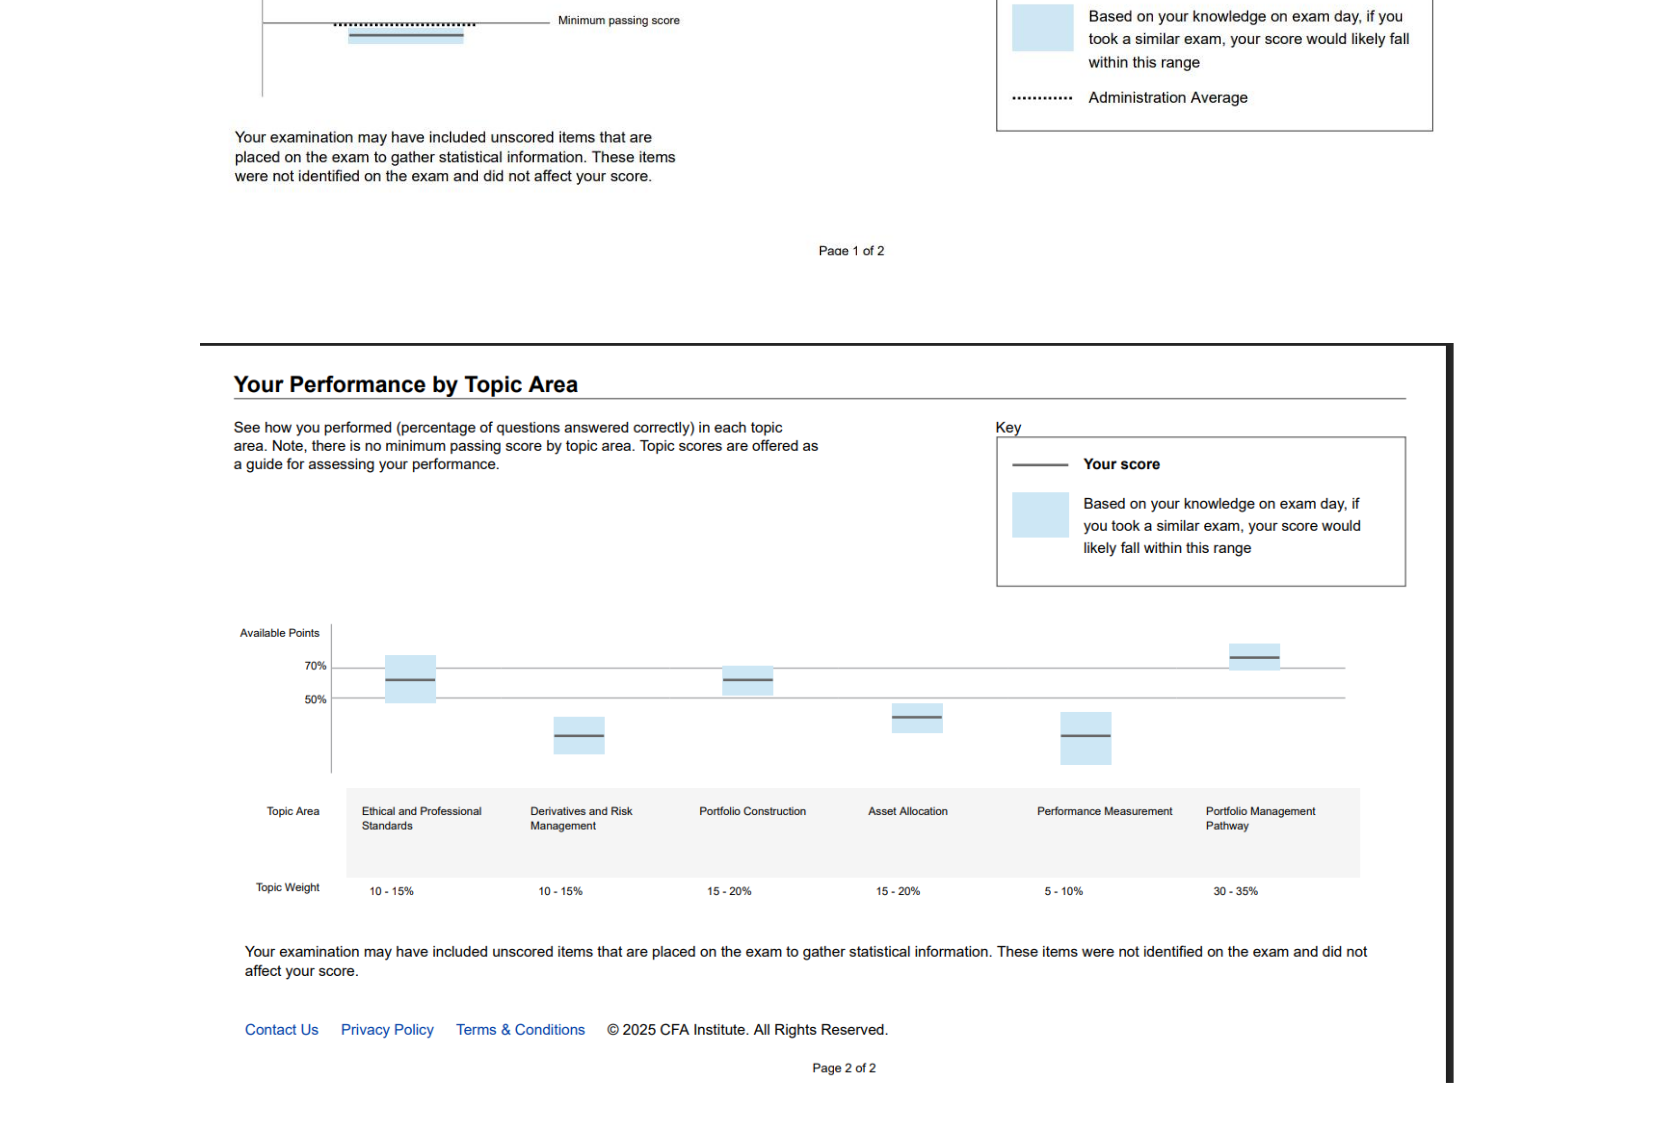 Minimum passing score
Based on your knowledge on exam day, if you
took a similar exam, your score would likely fall
within this range
Administration Average
Your examination may have included unscored items that are
placed on the exam to gather statistical information. These items
were not identified on the exam and did not affect your score.
Page 1 of 2
Your Performance by Topic Area
See how you performed (percentage of questions answered correctly) in each topic
area. Note, there is no minimum passing score by topic area. Topic scores are offered as
a guide for assessing your performance.
Key
Your score
Based on your knowledge on exam day, if
you took a similar exam, your score would
likely fall within this range
Available Points
70%
50%
Topic Area
Ethical and Professional
Standards
Derivatives and Risk
Management
Portfolio Construction
Asset Allocation
Performance Measurement
Portfolio Management
Pathway
Topic Weight
10 - 15%
10 - 15%
15 - 20%
15 - 20%
5 - 10%
30 - 35%
Your examination may have included unscored items that are placed on the exam to gather statistical information. These items were not identified on the exam and did not
affect your score.
Contact Us Privacy Policy Terms & Conditions © 2025 CFA Institute. All Rights Reserved.
Page 2 of 2